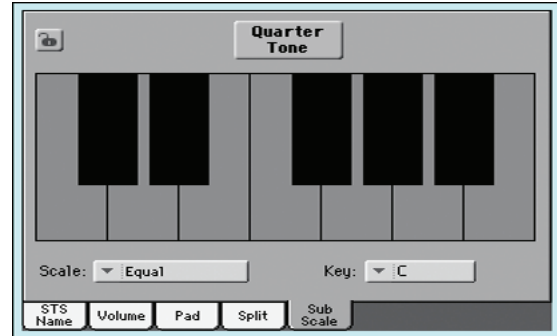 Quarter
Tone
Scale: Equal Key: C
STS
Name Volume Pad Split Sub
Scale